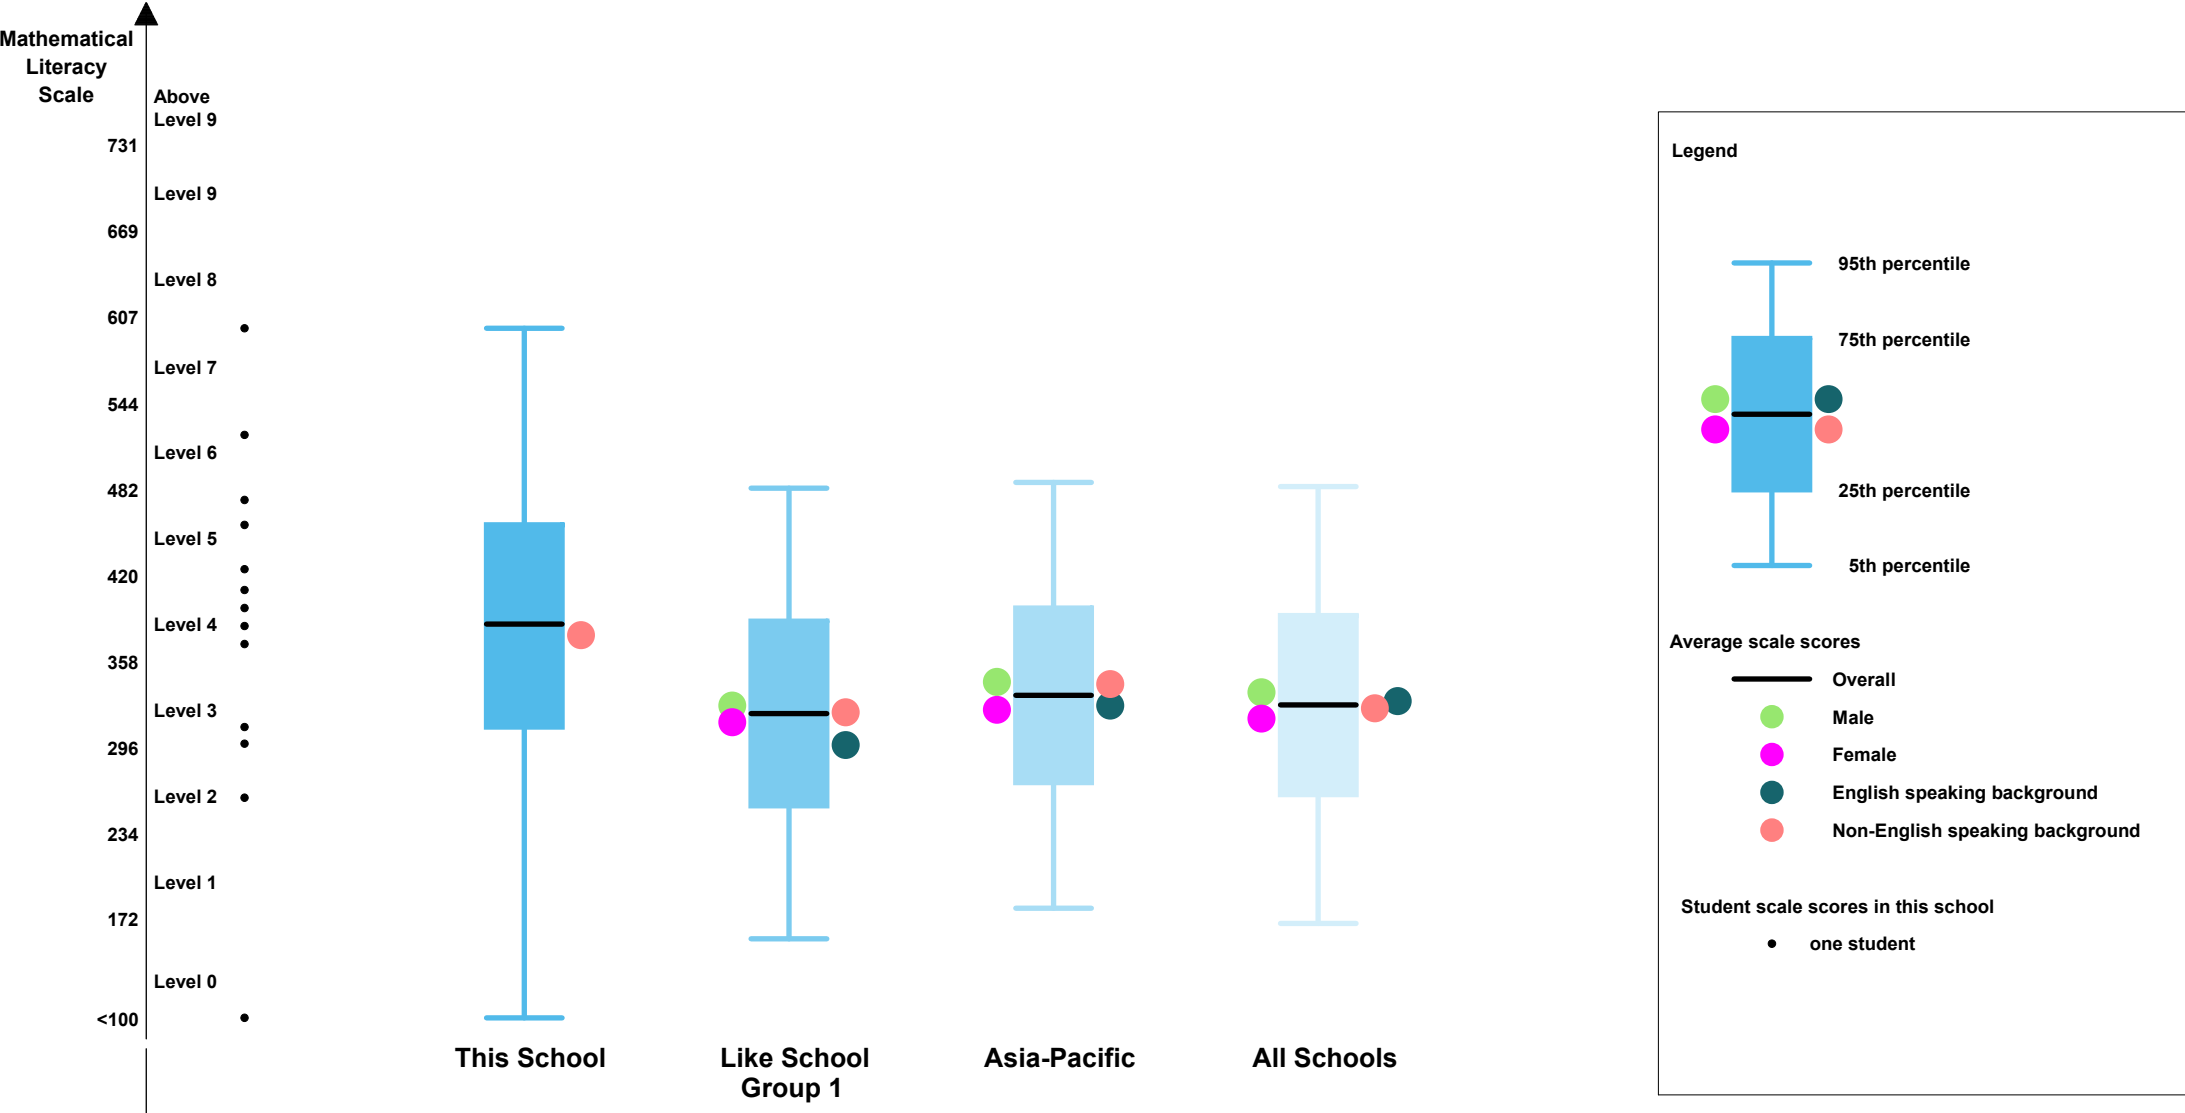 Mathematical
Literacy
Scale
Above
Level 9
731
Level 9
669
Level 8
607
Level 7
544
Level 6
482
Level 5
420
Level 4
358
Level 3
296
Level 2
234
Level 1
172
Level 0
<100
This School
Like School
Group 1
Asia-Pacific
All Schools
Legend
95th percentile
75th percentile
25th percentile
5th percentile
Average scale scores
Overall
Male
Female
English speaking background
Non-English speaking background
Student scale scores in this school
one student